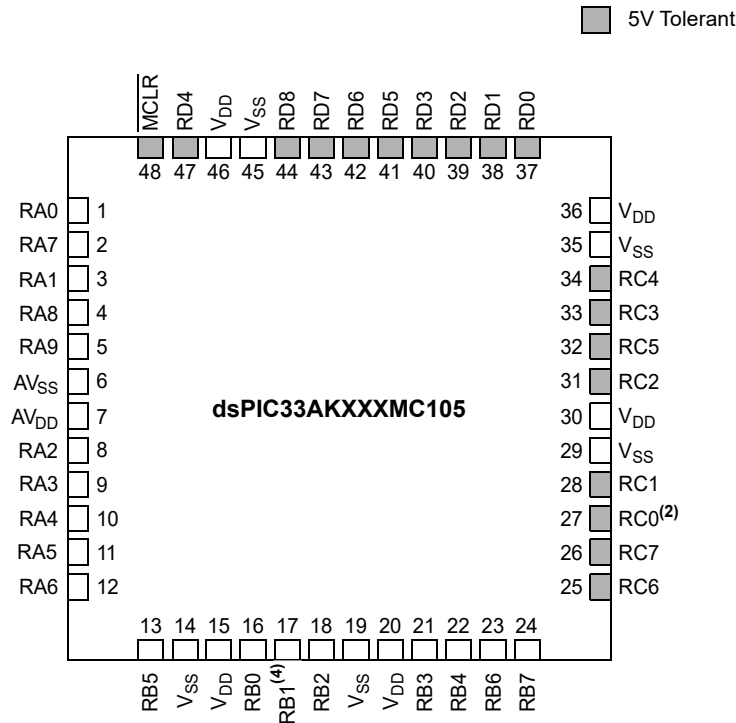 5V Tolerant
MCLR
RD4
VDD
VSS
RD8
RD7
RD6
RD5
RD3
RD2
RD1
RD0
48 47 46 45 44 43 42 41 40 39 38 37
RA0 1
RA7 2
RA1 3
RA8 4
RA9 5
AVSS 6
AVDD 7
RA2 8
RA3 9
RA4 10
RA5 11
RA6 12
dsPIC33AKXXXMC105
36 VDD
35 VSS
34 RC4
33 RC3
32 RC5
31 RC2
30 VDD
29 VSS
28 RC1
27 RC0(2)
26 RC7
25 RC6
13 14 15 16 17 18 19 20 21 22 23 24
RB5
VSS
VDD
RB0
RB1(4)
RB2
VSS
VDD
RB3
RB4
RB6
RB7